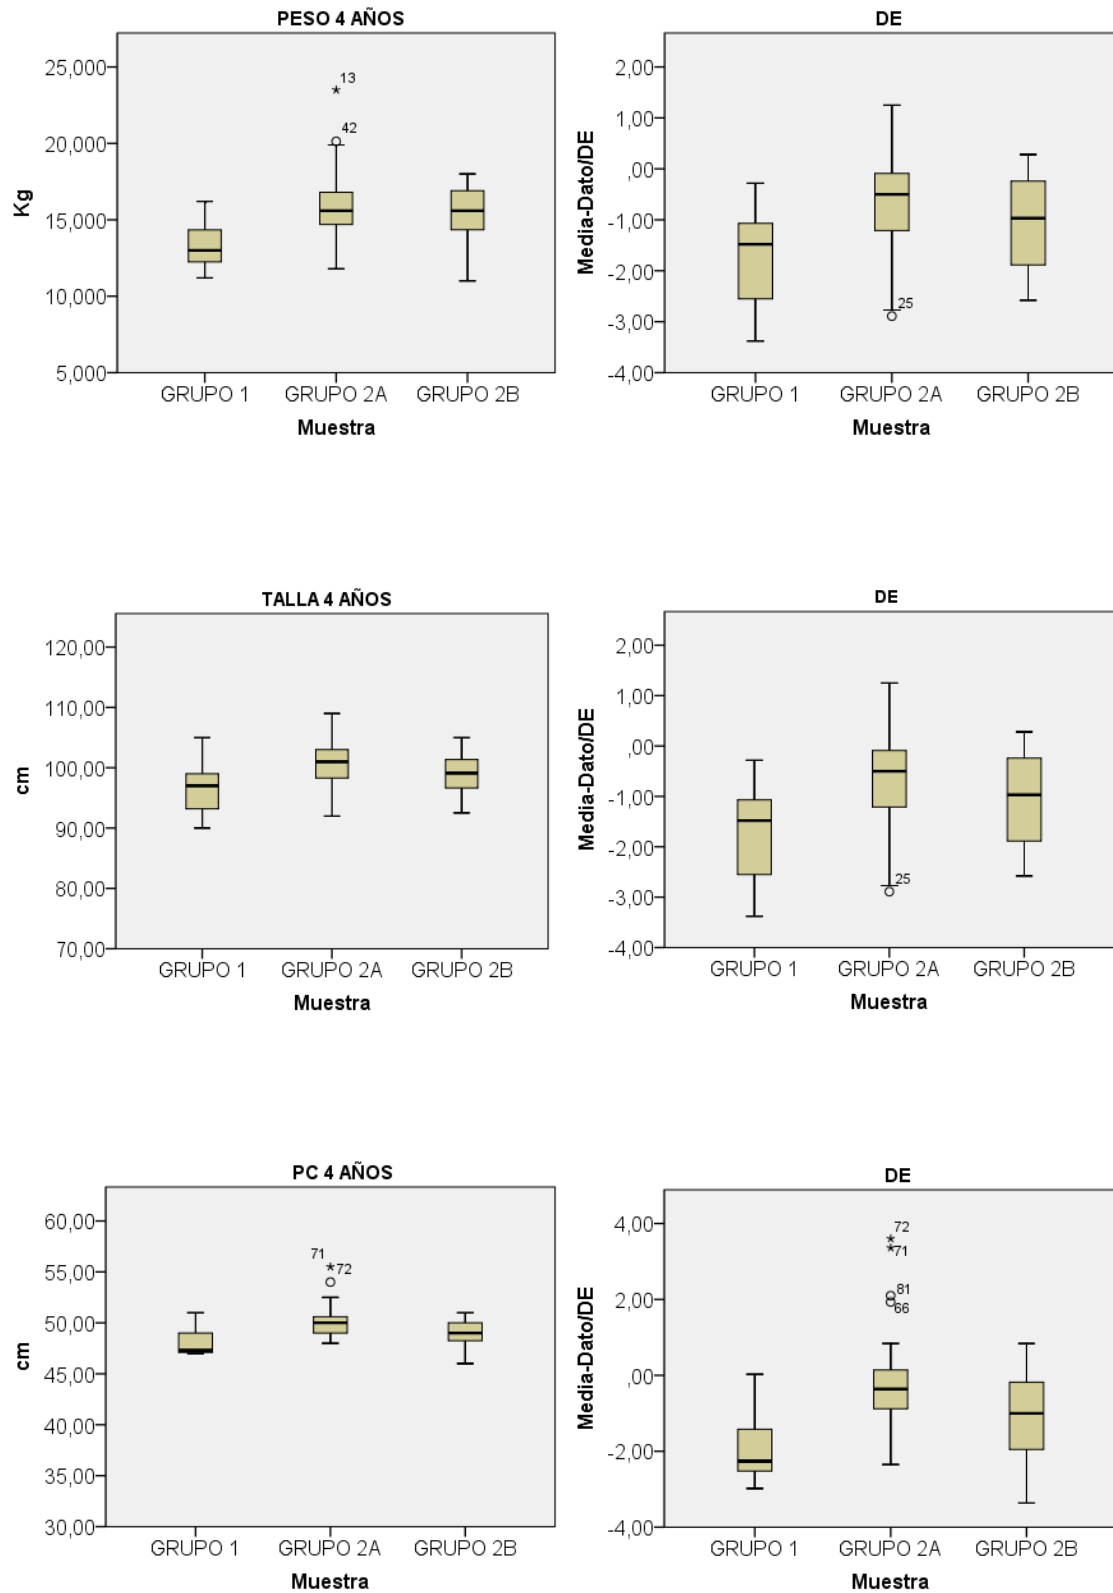 PESO 4 AÑOS
Kg
25,000
20,000
15,000
10,000
5,000
13
42
GRUPO 1 GRUPO 2A GRUPO 2B
Muestra
DE
Media-Dato/DE
2,00
1,00
,00
-1,00
-2,00
-3,00
-4,00
25
GRUPO 1 GRUPO 2A GRUPO 2B
Muestra
TALLA 4 AÑOS
cm
120,00
110,00
100,00
90,00
80,00
70,00
GRUPO 1 GRUPO 2A GRUPO 2B
Muestra
DE
Media-Dato/DE
2,00
1,00
,00
-1,00
-2,00
-3,00
-4,00
25
GRUPO 1 GRUPO 2A GRUPO 2B
Muestra
PC 4 AÑOS
cm
60,00
55,00
50,00
45,00
40,00
35,00
30,00
71
72
GRUPO 1 GRUPO 2A GRUPO 2B
Muestra
DE
Media-Dato/DE
4,00
2,00
,00
-2,00
-4,00
72
71
81
66
GRUPO 1 GRUPO 2A GRUPO 2B
Muestra